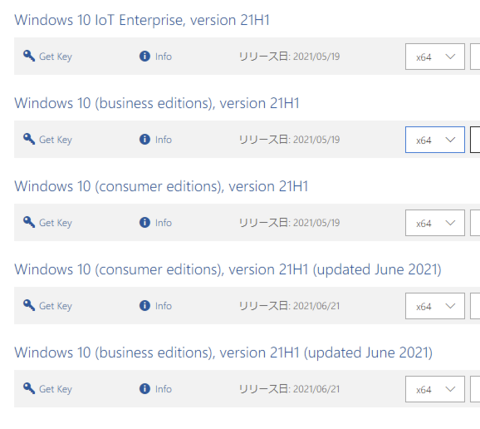 Windows 10 IoT Enterprise, version 21H1
Get Key Info リリース日: 2021/05/19 x64
Windows 10 (business editions), version 21H1
Get Key Info リリース日: 2021/05/19 x64
Windows 10 (consumer editions), version 21H1
Get Key Info リリース日: 2021/05/19 x64
Windows 10 (consumer editions), version 21H1 (updated June 2021)
Get Key Info リリース日: 2021/06/21 x64
Windows 10 (business editions), version 21H1 (updated June 2021)
Get Key Info リリース日: 2021/06/21 x64